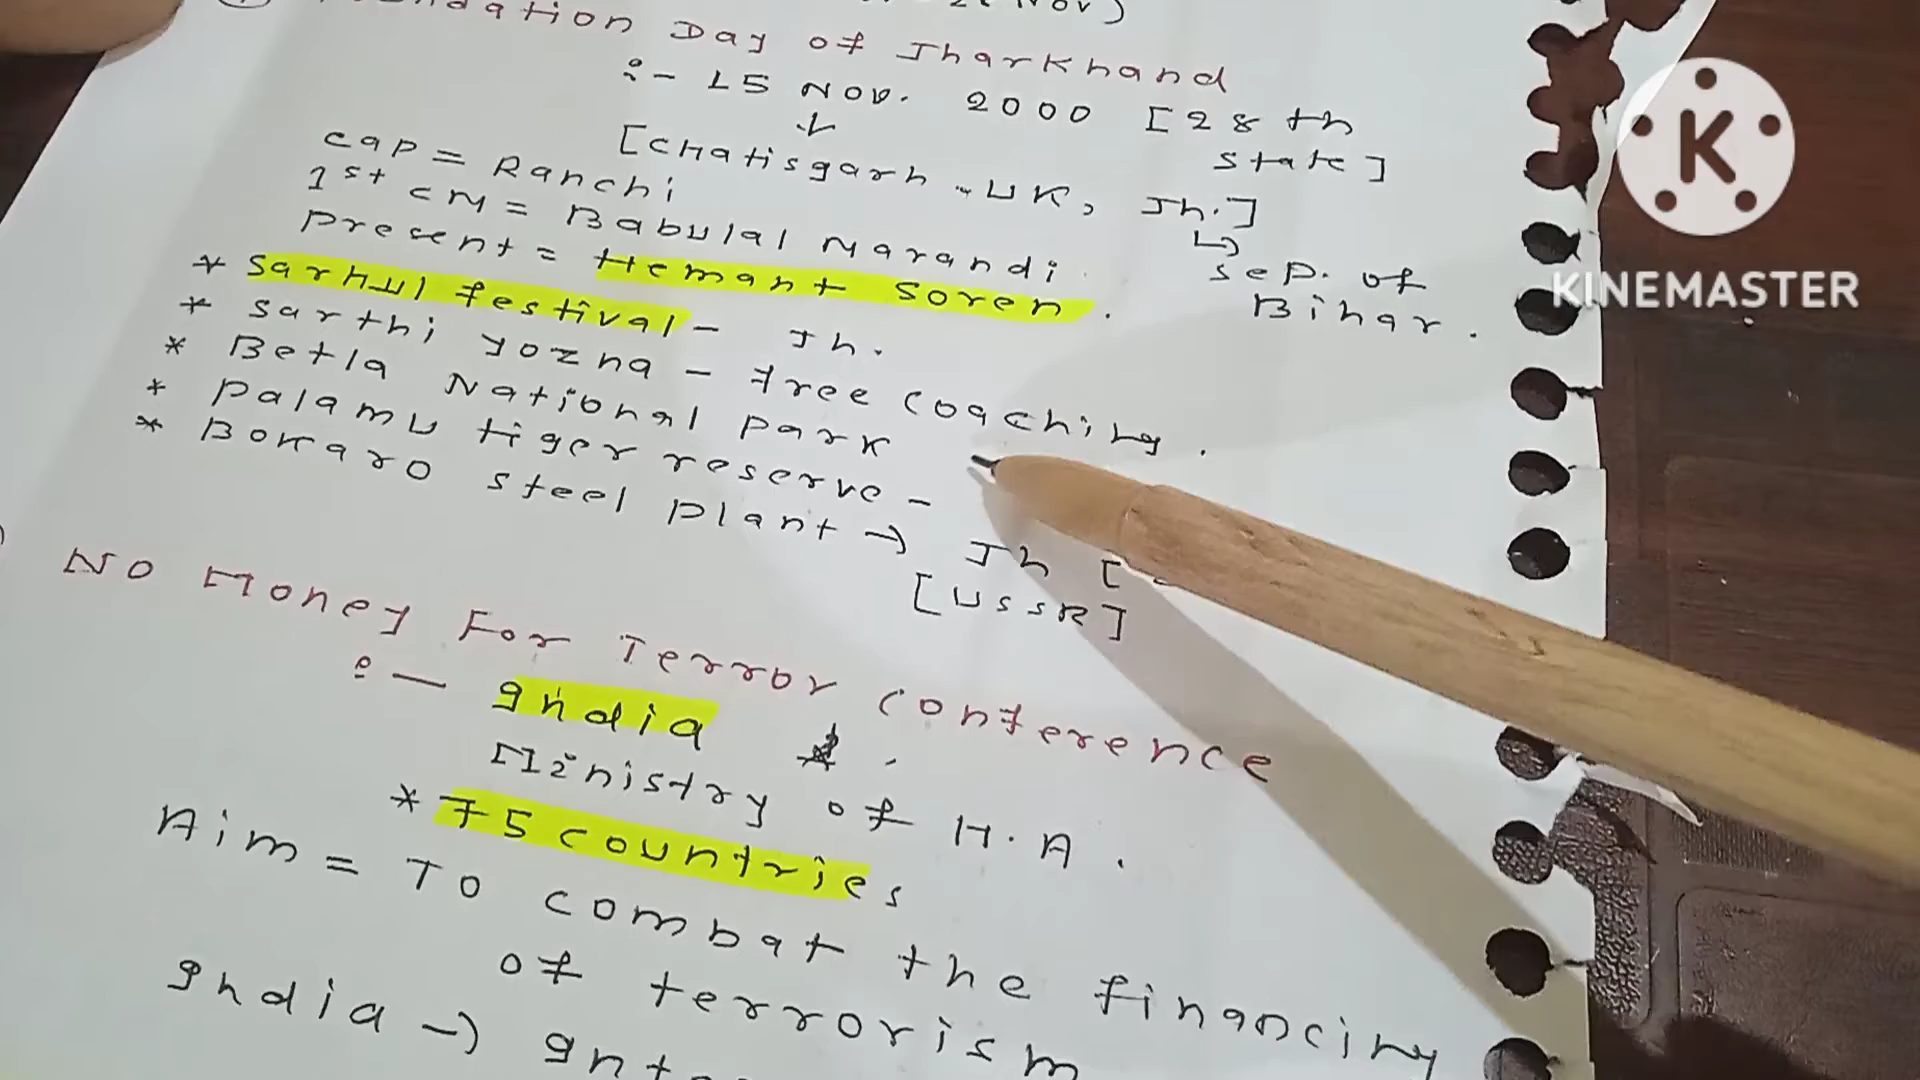 Nov)
Foundation Day of Jharkhand
:- 15 Nov. 2000 [28th
state]
[CHatisgarh - UK, Jh.]
sep. of
Bihar.
cap = Ranchi
1st CM = Babulal Marandi
present = Hemant Soren.
* Sarhul festival - Jh.
* Sarthi yozna - free coaching.
* Betla National park
* palamu tiger reserve -
* Bokaro steel plant → Jh [
[USSR]
No Money For Terror Conference
:- India
Ministry of H.A.
* 75 countries
Aim = To combat the financing
of terrorism
India →
K
KINEMASTER